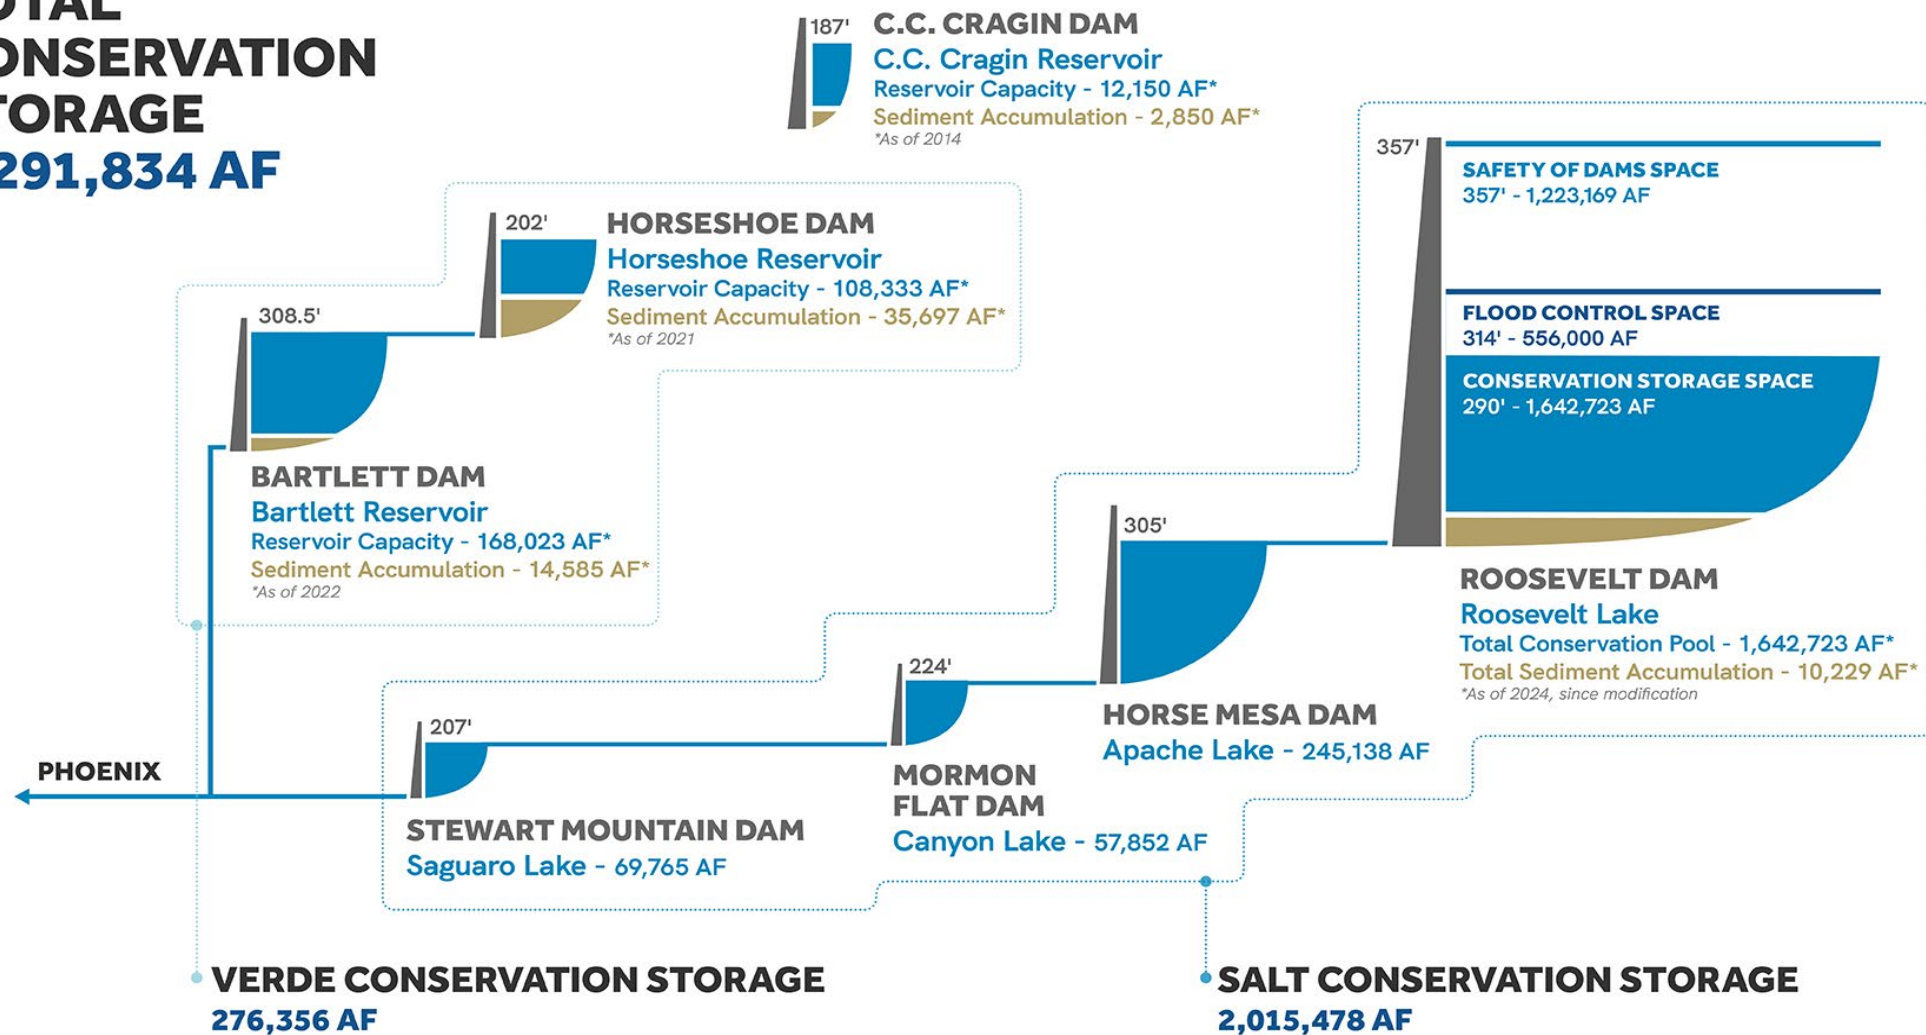 OTAL
ONSERVATION
TORAGE
291,834 AF
187'
C.C. CRAGIN DAM
C.C. Cragin Reservoir
Reservoir Capacity - 12,150 AF*
Sediment Accumulation - 2,850 AF*
*As of 2014
202'
HORSESHOE DAM
Horseshoe Reservoir
Reservoir Capacity - 108,333 AF*
Sediment Accumulation - 35,697 AF*
*As of 2021
308.5'
BARTLETT DAM
Bartlett Reservoir
Reservoir Capacity - 168,023 AF*
Sediment Accumulation - 14,585 AF*
*As of 2022
357'
SAFETY OF DAMS SPACE
357' - 1,223,169 AF
FLOOD CONTROL SPACE
314' - 556,000 AF
CONSERVATION STORAGE SPACE
290' - 1,642,723 AF
ROOSEVELT DAM
Roosevelt Lake
Total Conservation Pool - 1,642,723 AF*
Total Sediment Accumulation - 10,229 AF*
*As of 2024, since modification
305'
HORSE MESA DAM
Apache Lake - 245,138 AF
224'
MORMON
FLAT DAM
Canyon Lake - 57,852 AF
207'
STEWART MOUNTAIN DAM
Saguaro Lake - 69,765 AF
PHOENIX
VERDE CONSERVATION STORAGE
276,356 AF
SALT CONSERVATION STORAGE
2,015,478 AF